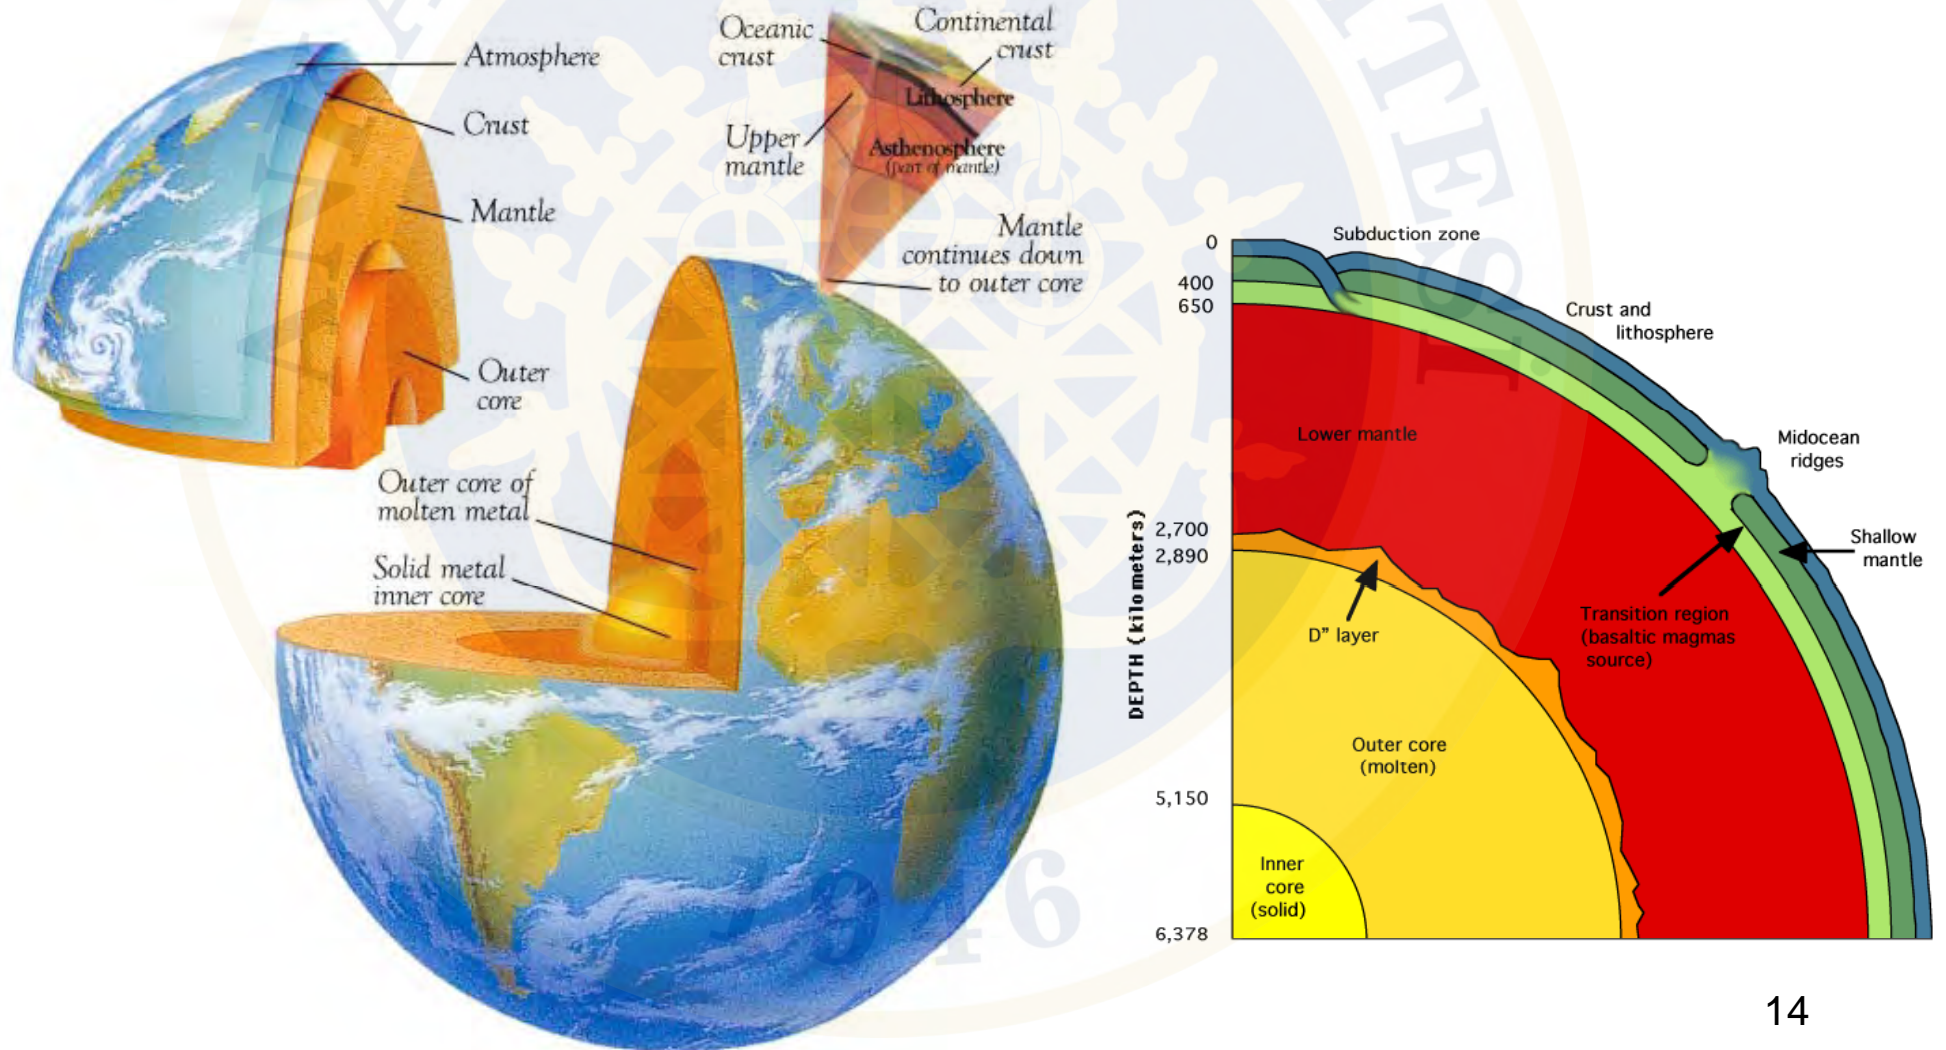 Atmosphere
Crust
Mantle
Outer
core
Oceanic
crust
Continental
crust
Lithosphere
Upper
mantle
Asthenosphere
(part of mantle)
Mantle
continues down
to outer core
Outer core of
molten metal
Solid metal
inner core
DEPTH (kilometers)
0
400
650
2,700
2,890
5,150
6,378
Subduction zone
Crust and
lithosphere
Midocean
ridges
Shallow
mantle
Lower mantle
Transition region
(basaltic magmas
source)
D” layer
Outer core
(molten)
Inner
core
(solid)
1946
14